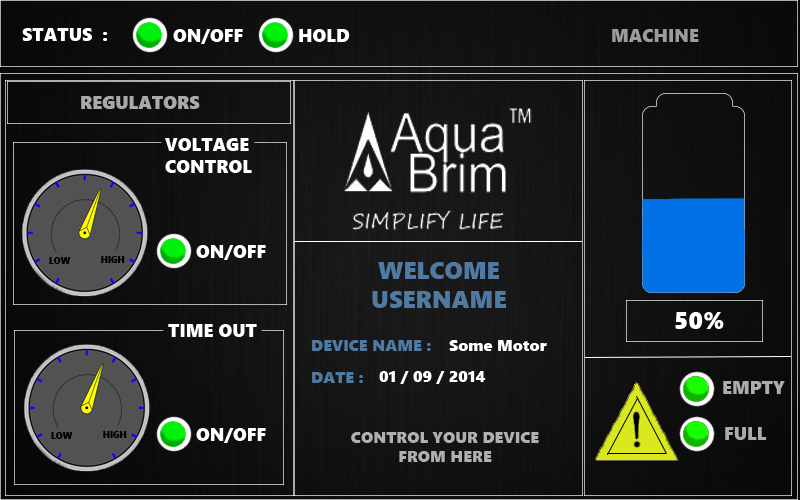 STATUS :
ON/OFF
HOLD
MACHINE
REGULATORS
VOLTAGE
CONTROL
LOW
HIGH
ON/OFF
TIME OUT
LOW
HIGH
ON/OFF
Aqua™
Brim
SIMPLIFY LIFE
WELCOME
USERNAME
DEVICE NAME : Some Motor
DATE : 01 / 09 / 2014
CONTROL YOUR DEVICE
FROM HERE
50%
!
EMPTY
FULL